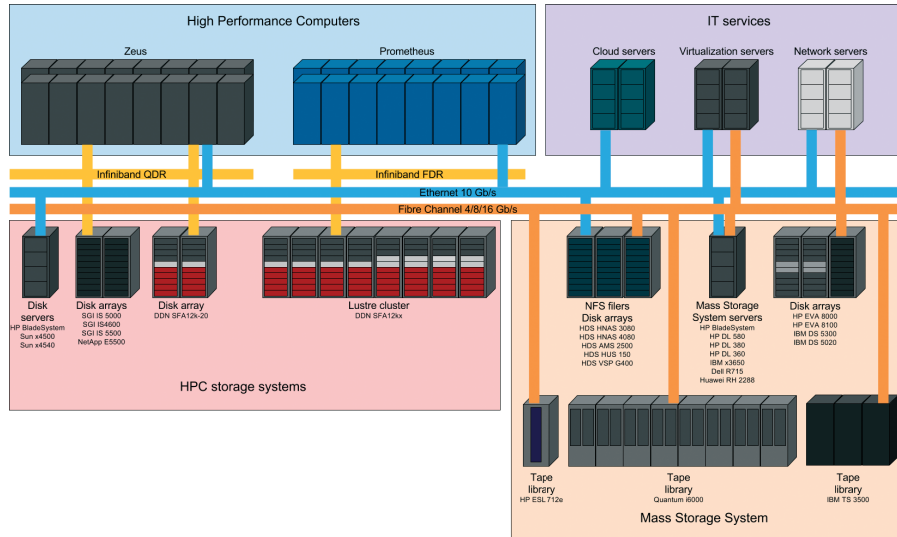 High Performance Computers
IT services
Zeus
Prometheus
Cloud servers
Virtualization servers
Network servers
Infiniband QDR
Infiniband FDR
Ethernet 10 Gb/s
Fibre Channel 4/8/16 Gb/s
Disk
servers
HP BladeSystem
Sun x4500
Sun x4540
Disk arrays
SGI IS 5000
SGI IS4600
SGI IS 5500
NetApp E5500
Disk array
DDN SFA12k-20
Lustre cluster
DDN SFA12kx
HPC storage systems
NFS filers
Disk arrays
HDS HNAS 3080
HDS HNAS 4080
HDS AMS 2500
HDS HUS 150
HDS VSP G400
Mass Storage
System servers
HP BladeSystem
HP DL 580
HP DL 380
HP DL 360
IBM x3650
Dell R715
Huawei RH 2288
Disk arrays
HP EVA 8000
HP EVA 8100
IBM DS 5300
IBM DS 5020
Tape
library
HP ESL 712e
Tape
library
Quantum i6000
Tape
library
IBM TS 3500
Mass Storage System